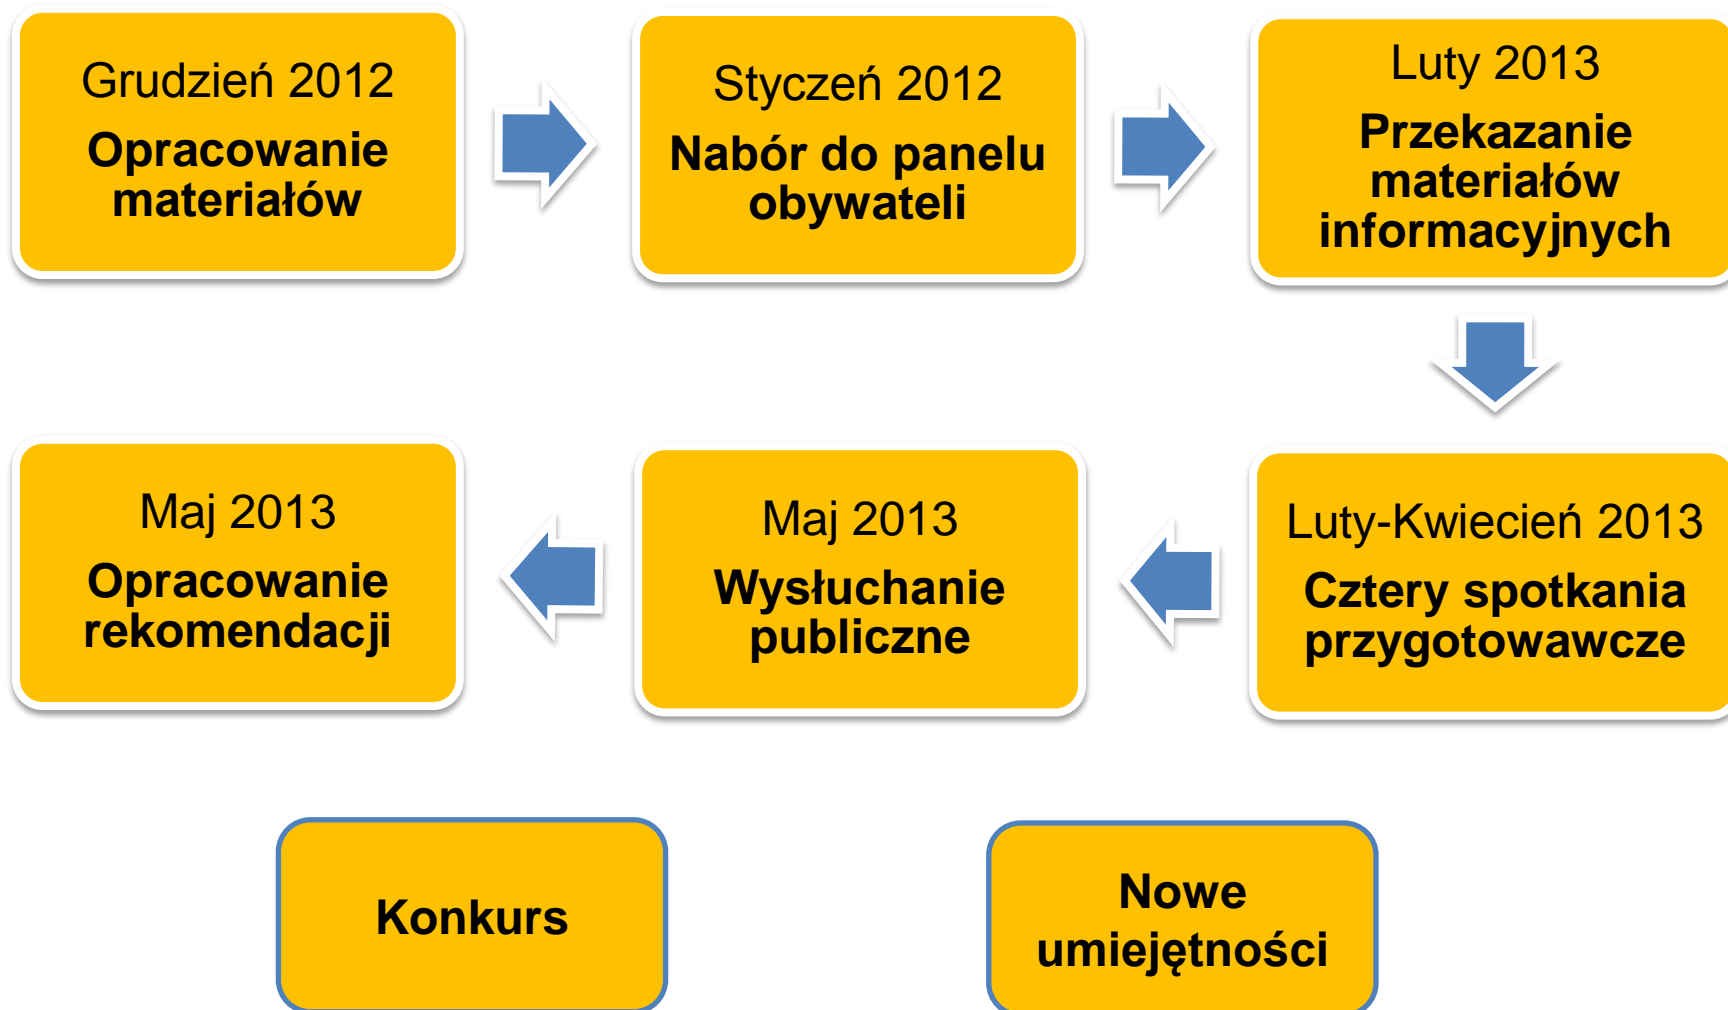 Grudzień 2012
Opracowanie
materiałów
Styczeń 2012
Nabór do panelu
obywateli
Luty 2013
Przekazanie
materiałów
informacyjnych
Luty-Kwiecień 2013
Cztery spotkania
przygotowawcze
Maj 2013
Wysłuchanie
publiczne
Maj 2013
Opracowanie
rekomendacji
Konkurs
Nowe
umiejętności